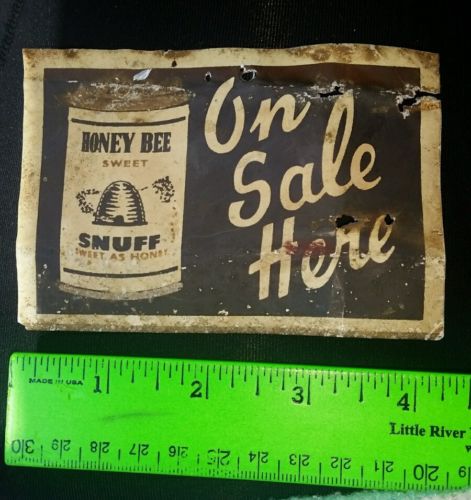 HONEY BEE
SWEET
SNUFF
SWEET AS HONEY
On
Sale
Here
MADE IN USA
1 2 3 4
Little River
30 29 28 27 26 25 24 23 22 21 20 19